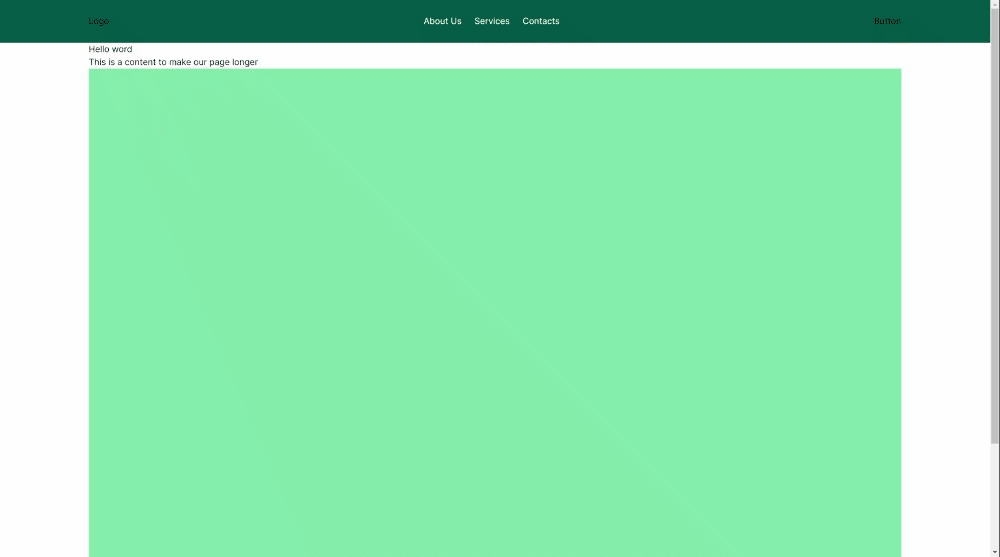 Logo About Us Services Contacts Button
Hello word
This is a content to make our page longer